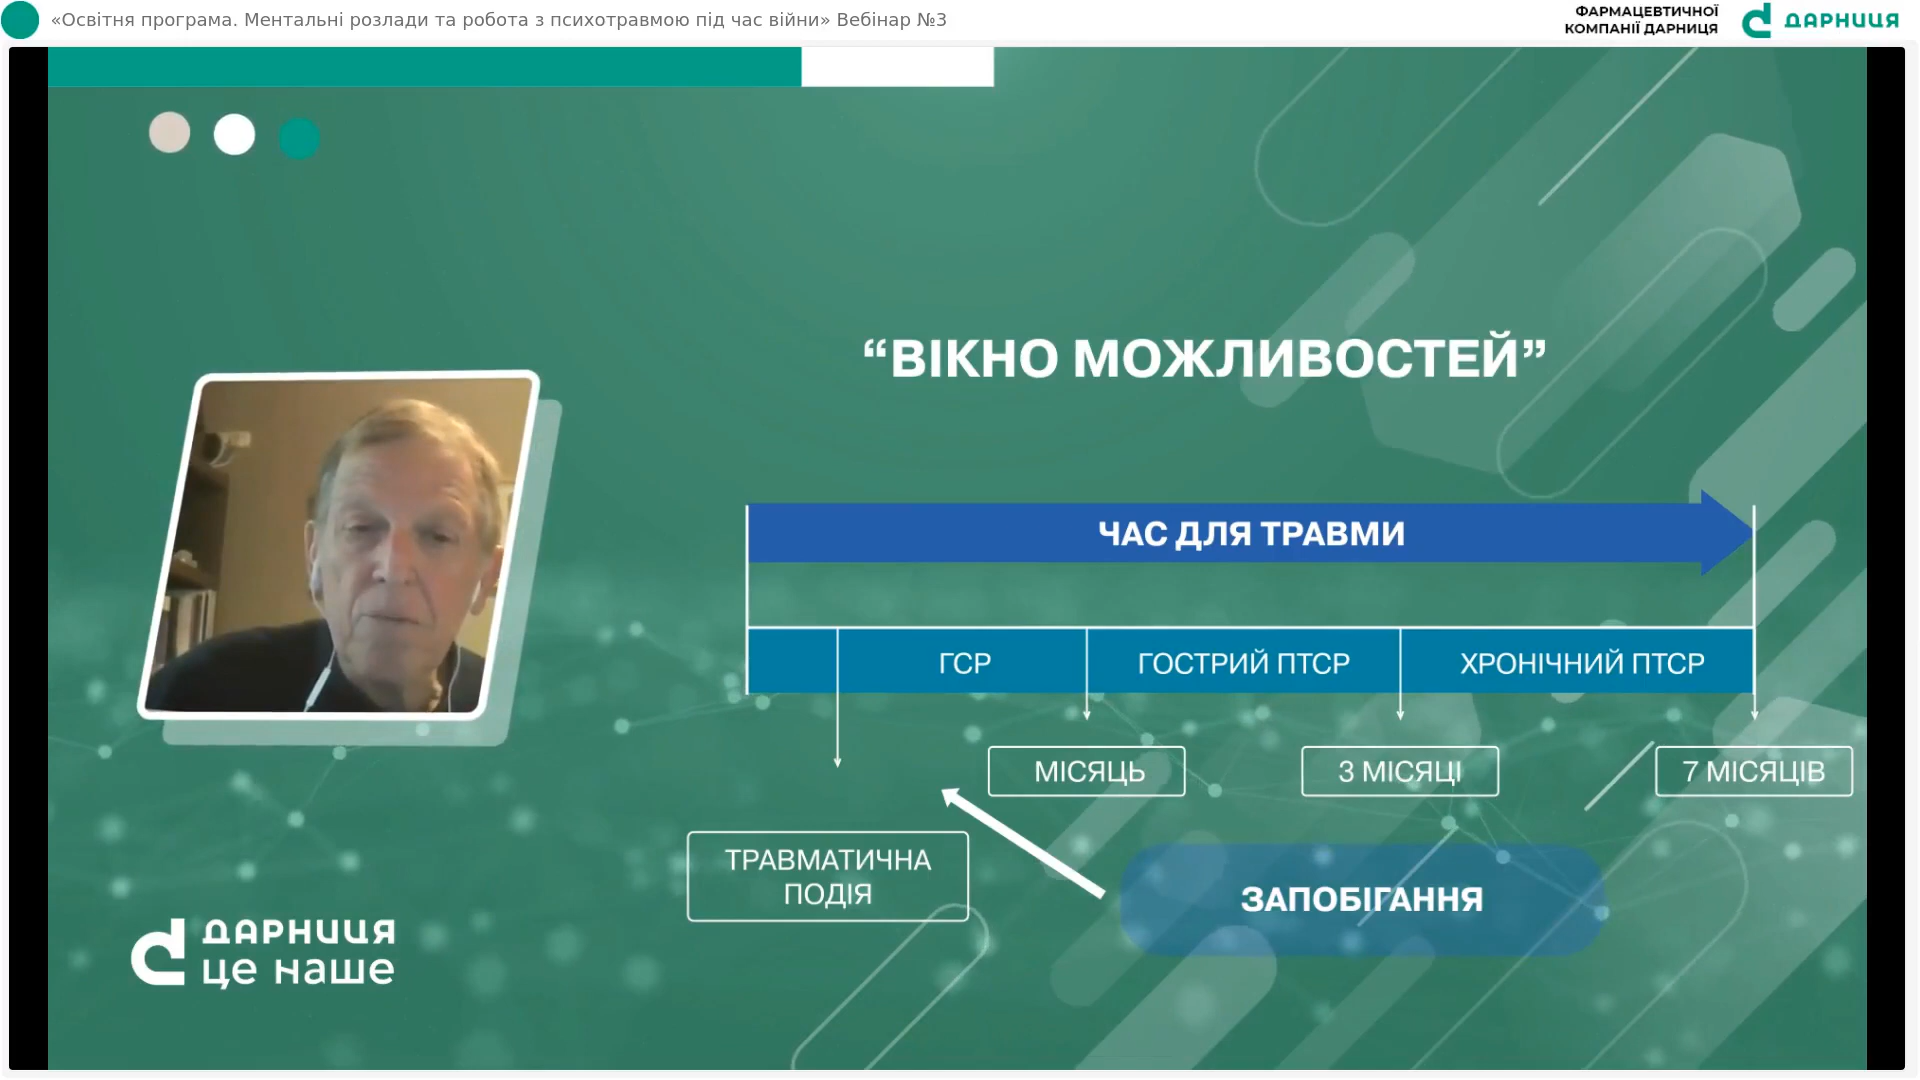 «Освітня програма. Ментальні розлади та робота з психотравмою під час війни» Вебінар №3
ФАРМАЦЕВТИЧНОЇ
КОМПАНІЇ ДАРНИЦЯ
ДАРНИЦЯ
“ВІКНО МОЖЛИВОСТЕЙ”
ЧАС ДЛЯ ТРАВМИ
ГСР
ГОСТРИЙ ПТСР
ХРОНІЧНИЙ ПТСР
МІСЯЦЬ
3 МІСЯЦІ
7 МІСЯЦІВ
ТРАВМАТИЧНА
ПОДІЯ
ЗАПОБІГАННЯ
ДАРНИЦЯ
це наше